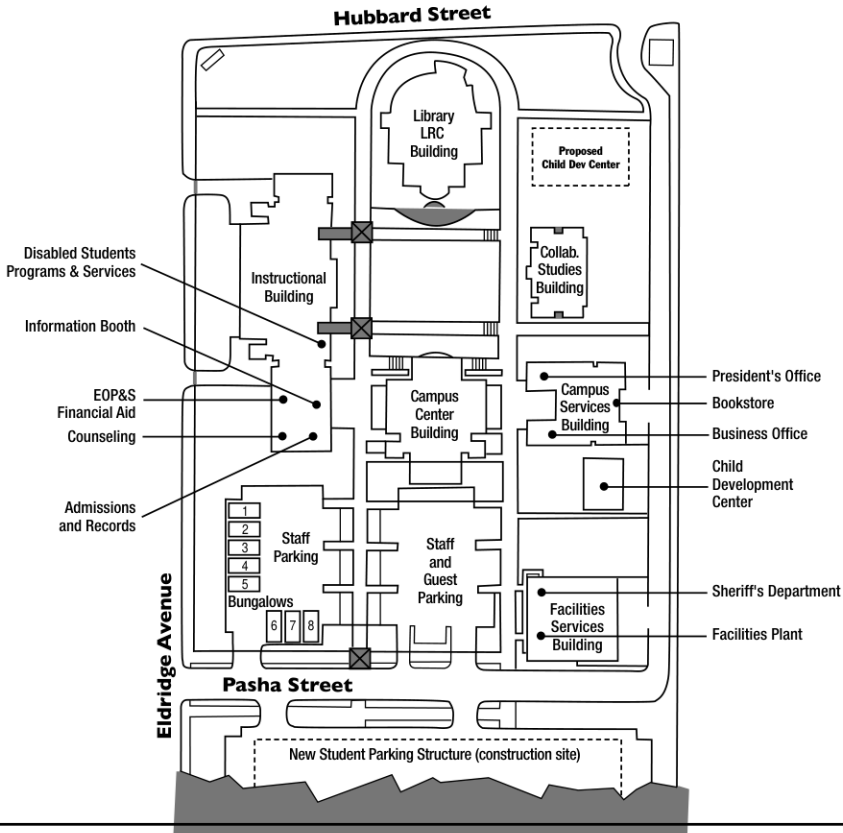 Hubbard Street
Library
LRC
Building
Proposed
Child Dev Center
Disabled Students
Programs & Services
Instructional
Building
Collab.
Studies
Building
Information Booth
EOP&S
Financial Aid
Counseling
Campus
Center
Building
Campus
Services
Building
President's Office
Bookstore
Business Office
Child
Development
Center
Admissions
and Records
1
2
3
4
5
Bungalows
6 7 8
Staff
Parking
Staff
and
Guest
Parking
Sheriff's Department
Facilities
Services
Building
Facilities Plant
Eldridge Avenue
Pasha Street
New Student Parking Structure (construction site)